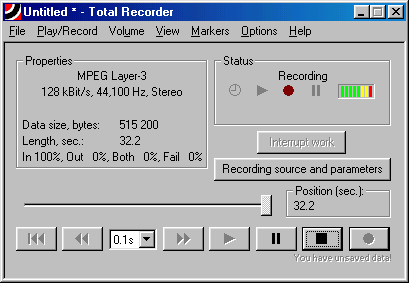 Untitled * - Total Recorder
File Play/Record Volume View Markers Options Help
Properties
MPEG Layer-3
128 kBit/s, 44,100 Hz, Stereo
Data size, bytes: 515 200
Length, sec.: 32.2
In 100%, Out 0%, Both 0%, Fail 0%
Status
Recording
Interrupt work
Recording source and parameters
Position (sec.):
32.2
0.1s
You have unsaved data!